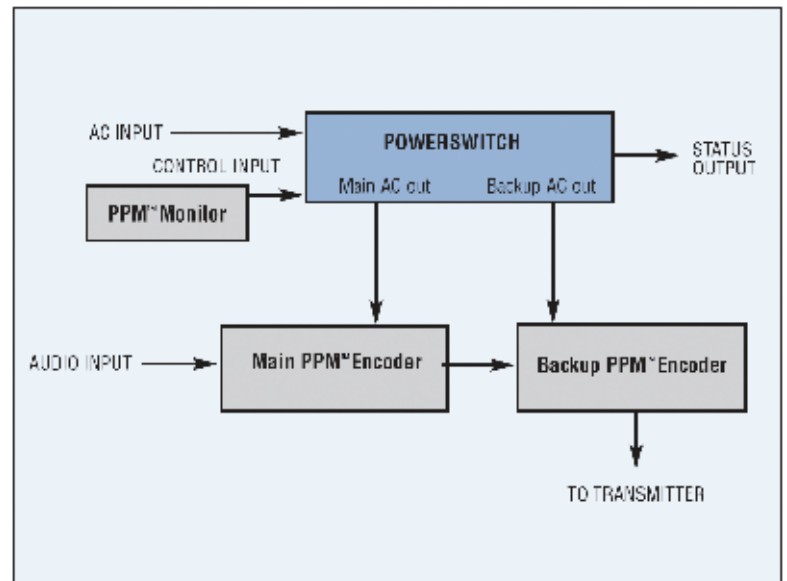 AC INPUT
POWERSWITCH
STATUS
OUTPUT
CONTROL INPUT
Main AC out
Backup AC out
PPM™ Monitor
AUDIO INPUT
Main PPM™ Encoder
Backup PPM™ Encoder
TO TRANSMITTER